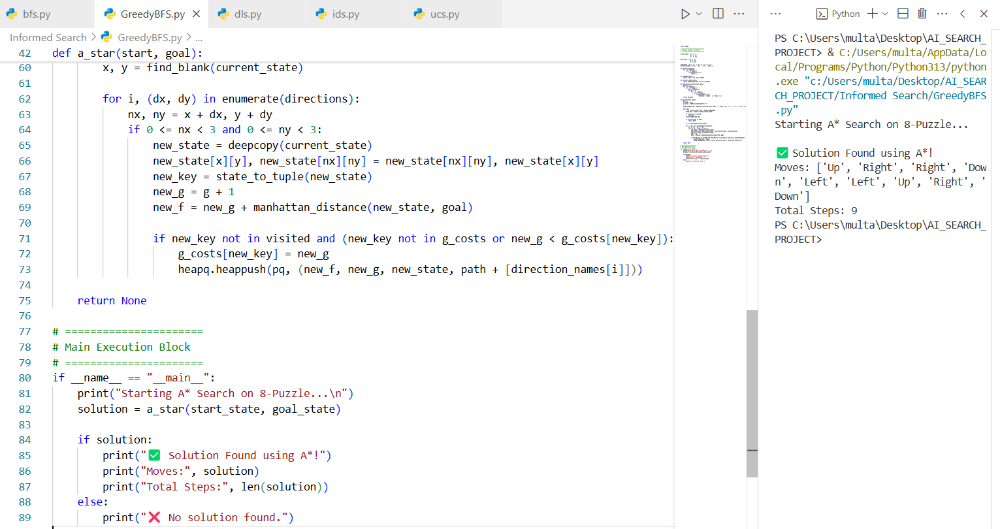 bfs.py
GreedyBFS.py
dls.py
ids.py
ucs.py
Informed Search > GreedyBFS.py > ...
42 def a_star(start, goal):
60 x, y = find_blank(current_state)
61
62 for i, (dx, dy) in enumerate(directions):
63 nx, ny = x + dx, y + dy
64 if 0 <= nx < 3 and 0 <= ny < 3:
65 new_state = deepcopy(current_state)
66 new_state[x][y], new_state[nx][ny] = new_state[nx][ny], new_state[x][y]
67 new_key = state_to_tuple(new_state)
68 new_g = g + 1
69 new_f = new_g + manhattan_distance(new_state, goal)
70
71 if new_key not in visited and (new_key not in g_costs or new_g < g_costs[new_key]):
72 g_costs[new_key] = new_g
73 heapq.heappush(pq, (new_f, new_g, new_state, path + [direction_names[i]]))
74
75 return None
76
77 # ======================
78 # Main Execution Block
79 # ======================
80 if __name__ == "__main__":
81 print("Starting A* Search on 8-Puzzle...\n")
82 solution = a_star(start_state, goal_state)
83
84 if solution:
85 print("✅ Solution Found using A*!")
86 print("Moves:", solution)
87 print("Total Steps:", len(solution))
88 else:
89 print("❌ No solution found.")
Python
PS C:\Users\multa\Desktop\AI_SEARCH_
PROJECT> & C:/Users/multa/AppData/Lo
cal/Programs/Python/Python313/python
.exe "c:/Users/multa/Desktop/AI_SEAR
CH_PROJECT/Informed Search/GreedyBFS
.py"
Starting A* Search on 8-Puzzle...
✅ Solution Found using A*!
Moves: ['Up', 'Right', 'Right', 'Dow
n', 'Left', 'Left', 'Up', 'Right', '
Down']
Total Steps: 9
PS C:\Users\multa\Desktop\AI_SEARCH_
PROJECT>